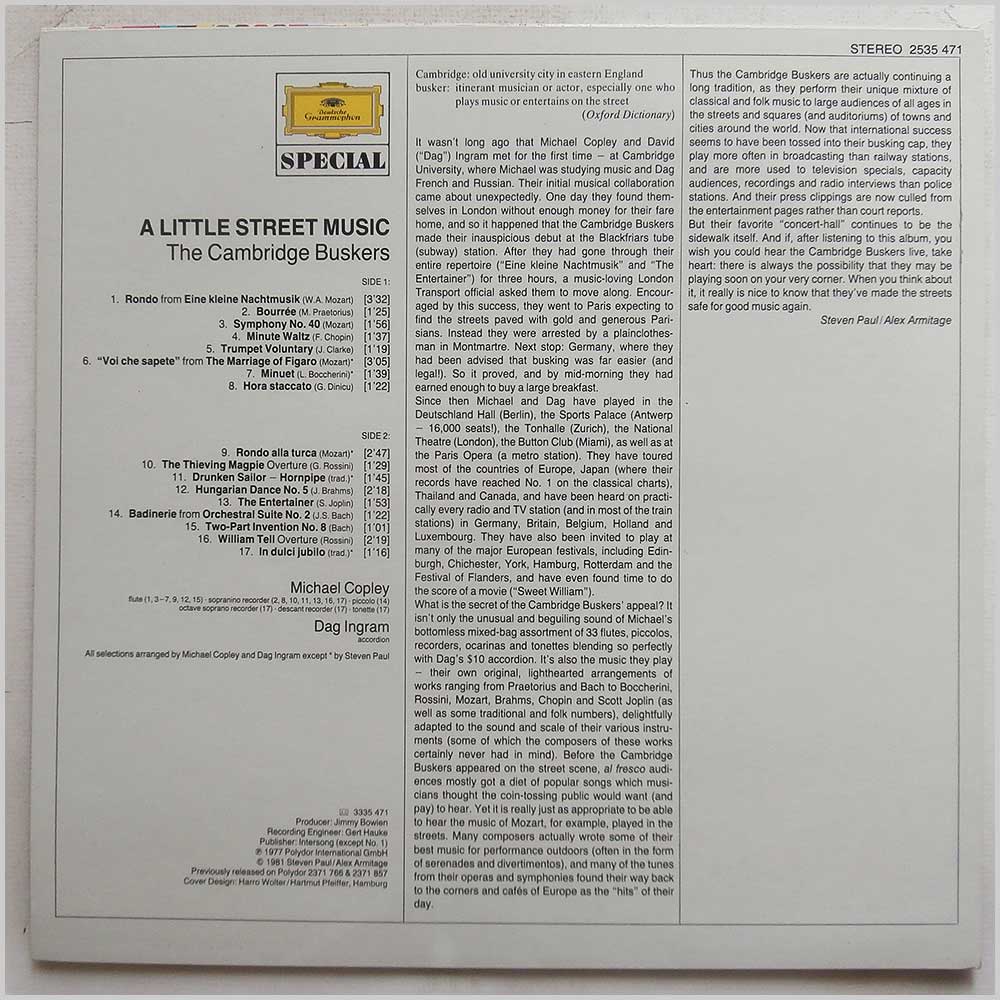 STEREO 2535 471
Deutsche
Grammophon
SPECIAL
A LITTLE STREET MUSIC
The Cambridge Buskers
SIDE 1:
1. Rondo from Eine kleine Nachtmusik (W.A. Mozart) [3'32]
2. Bourrée (M. Praetorius) [1'25]
3. Symphony No. 40 (Mozart) [1'56]
4. Minute Waltz (F. Chopin) [1'37]
5. Trumpet Voluntary (J. Clarke) [1'19]
6. "Voi che sapete" from The Marriage of Figaro (Mozart)* [3'05]
7. Minuet (L. Boccherini)* [1'39]
8. Hora staccato (G. Dinicu) [1'22]
SIDE 2:
9. Rondo alla turca (Mozart)* [2'47]
10. The Thieving Magpie Overture (G. Rossini) [1'29]
11. Drunken Sailor – Hornpipe (trad.)* [1'45]
12. Hungarian Dance No. 5 (J. Brahms) [2'18]
13. The Entertainer (S. Joplin) [1'53]
14. Badinerie from Orchestral Suite No. 2 (J.S. Bach) [1'22]
15. Two-Part Invention No. 8 (Bach) [1'01]
16. William Tell Overture (Rossini) [2'19]
17. In dulci jubilo (trad.)* [1'16]
Michael Copley
flute (1, 3–7, 9, 12, 15) · sopranino recorder (2, 8, 10, 11, 13, 16, 17) · piccolo (14)
octave soprano recorder (17) · descant recorder (17) · tonette (17)
Dag Ingram
accordion
All selections arranged by Michael Copley and Dag Ingram except * by Steven Paul
3335 471
Producer: Jimmy Bowien
Recording Engineer: Gert Hauke
Publisher: Intersong (except No. 1)
℗ 1977 Polydor International GmbH
© 1981 Steven Paul/Alex Armitage
Previously released on Polydor 2371 766 & 2371 857
Cover Design: Harro Wolter/Hartmut Pfeiffer, Hamburg
Cambridge: old university city in eastern England
busker: itinerant musician or actor, especially one who
plays music or entertains on the street
(Oxford Dictionary)
It wasn't long ago that Michael Copley and David
("Dag") Ingram met for the first time – at Cambridge
University, where Michael was studying music and Dag
French and Russian. Their initial musical collaboration
came about unexpectedly. One day they found them-
selves in London without enough money for their fare
home, and so it happened that the Cambridge Buskers
made their inauspicious debut at the Blackfriars tube
(subway) station. After they had gone through their
entire repertoire ("Eine kleine Nachtmusik" and "The
Entertainer") for three hours, a music-loving London
Transport official asked them to move along. Encour-
aged by this success, they went to Paris expecting to
find the streets paved with gold and generous Pari-
sians. Instead they were arrested by a plainclothes-
man in Montmartre. Next stop: Germany, where they
had been advised that busking was far easier (and
legal!). So it proved, and by mid-morning they had
earned enough to buy a large breakfast.
Since then Michael and Dag have played in the
Deutschland Hall (Berlin), the Sports Palace (Antwerp
– 16,000 seats!), the Tonhalle (Zurich), the National
Theatre (London), the Button Club (Miami), as well as at
the Paris Opera (a metro station). They have toured
most of the countries of Europe, Japan (where their
records have reached No. 1 on the classical charts),
Thailand and Canada, and have been heard on practi-
cally every radio and TV station (and in most of the train
stations) in Germany, Britain, Belgium, Holland and
Luxembourg. They have also been invited to play at
many of the major European festivals, including Edin-
burgh, Chichester, York, Hamburg, Rotterdam and the
Festival of Flanders, and have even found time to do
the score of a movie ("Sweet William").
What is the secret of the Cambridge Buskers' appeal? It
isn't only the unusual and beguiling sound of Michael's
bottomless mixed-bag assortment of 33 flutes, piccolos,
recorders, ocarinas and tonettes blending so perfectly
with Dag's $10 accordion. It's also the music they play
– their own original, lighthearted arrangements of
works ranging from Praetorius and Bach to Boccherini,
Rossini, Mozart, Brahms, Chopin and Scott Joplin (as
well as some traditional and folk numbers), delightfully
adapted to the sound and scale of their various instru-
ments (some of which the composers of these works
certainly never had in mind). Before the Cambridge
Buskers appeared on the street scene, al fresco audi-
ences mostly got a diet of popular songs which musi-
cians thought the coin-tossing public would want (and
pay) to hear. Yet it is really just as appropriate to be able
to hear the music of Mozart, for example, played in the
streets. Many composers actually wrote some of their
best music for performance outdoors (often in the form
of serenades and divertimentos), and many of the tunes
from their operas and symphonies found their way back
to the corners and cafés of Europe as the "hits" of their
day.
Thus the Cambridge Buskers are actually continuing a
long tradition, as they perform their unique mixture of
classical and folk music to large audiences of all ages in
the streets and squares (and auditoriums) of towns and
cities around the world. Now that international success
seems to have been tossed into their busking cap, they
play more often in broadcasting than railway stations,
and are more used to television specials, capacity
audiences, recordings and radio interviews than police
stations. And their press clippings are now culled from
the entertainment pages rather than court reports.
But their favorite "concert-hall" continues to be the
sidewalk itself. And if, after listening to this album, you
wish you could hear the Cambridge Buskers live, take
heart: there is always the possibility that they may be
playing soon on your very corner. When you think about
it, it really is nice to know that they've made the streets
safe for good music again.
Steven Paul/Alex Armitage